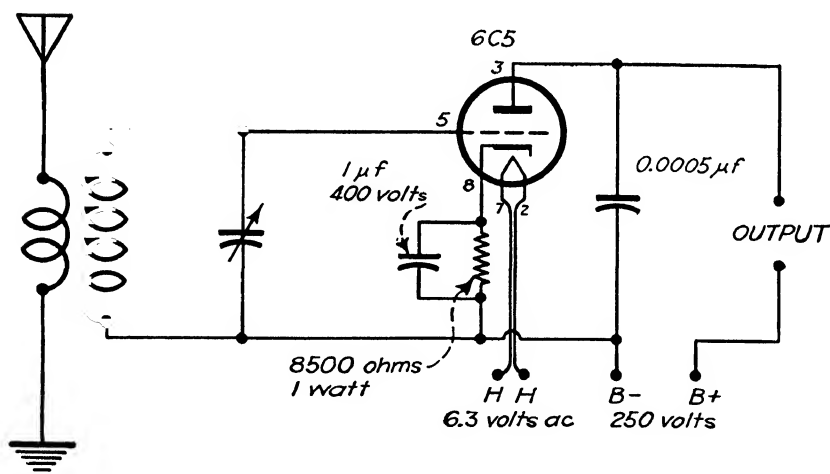 6C5
3
5
1 µf
400 volts
8
7 2
0.0005 µf
OUTPUT
8500 ohms
1 watt
H H
6.3 volts ac
B- B+
250 volts